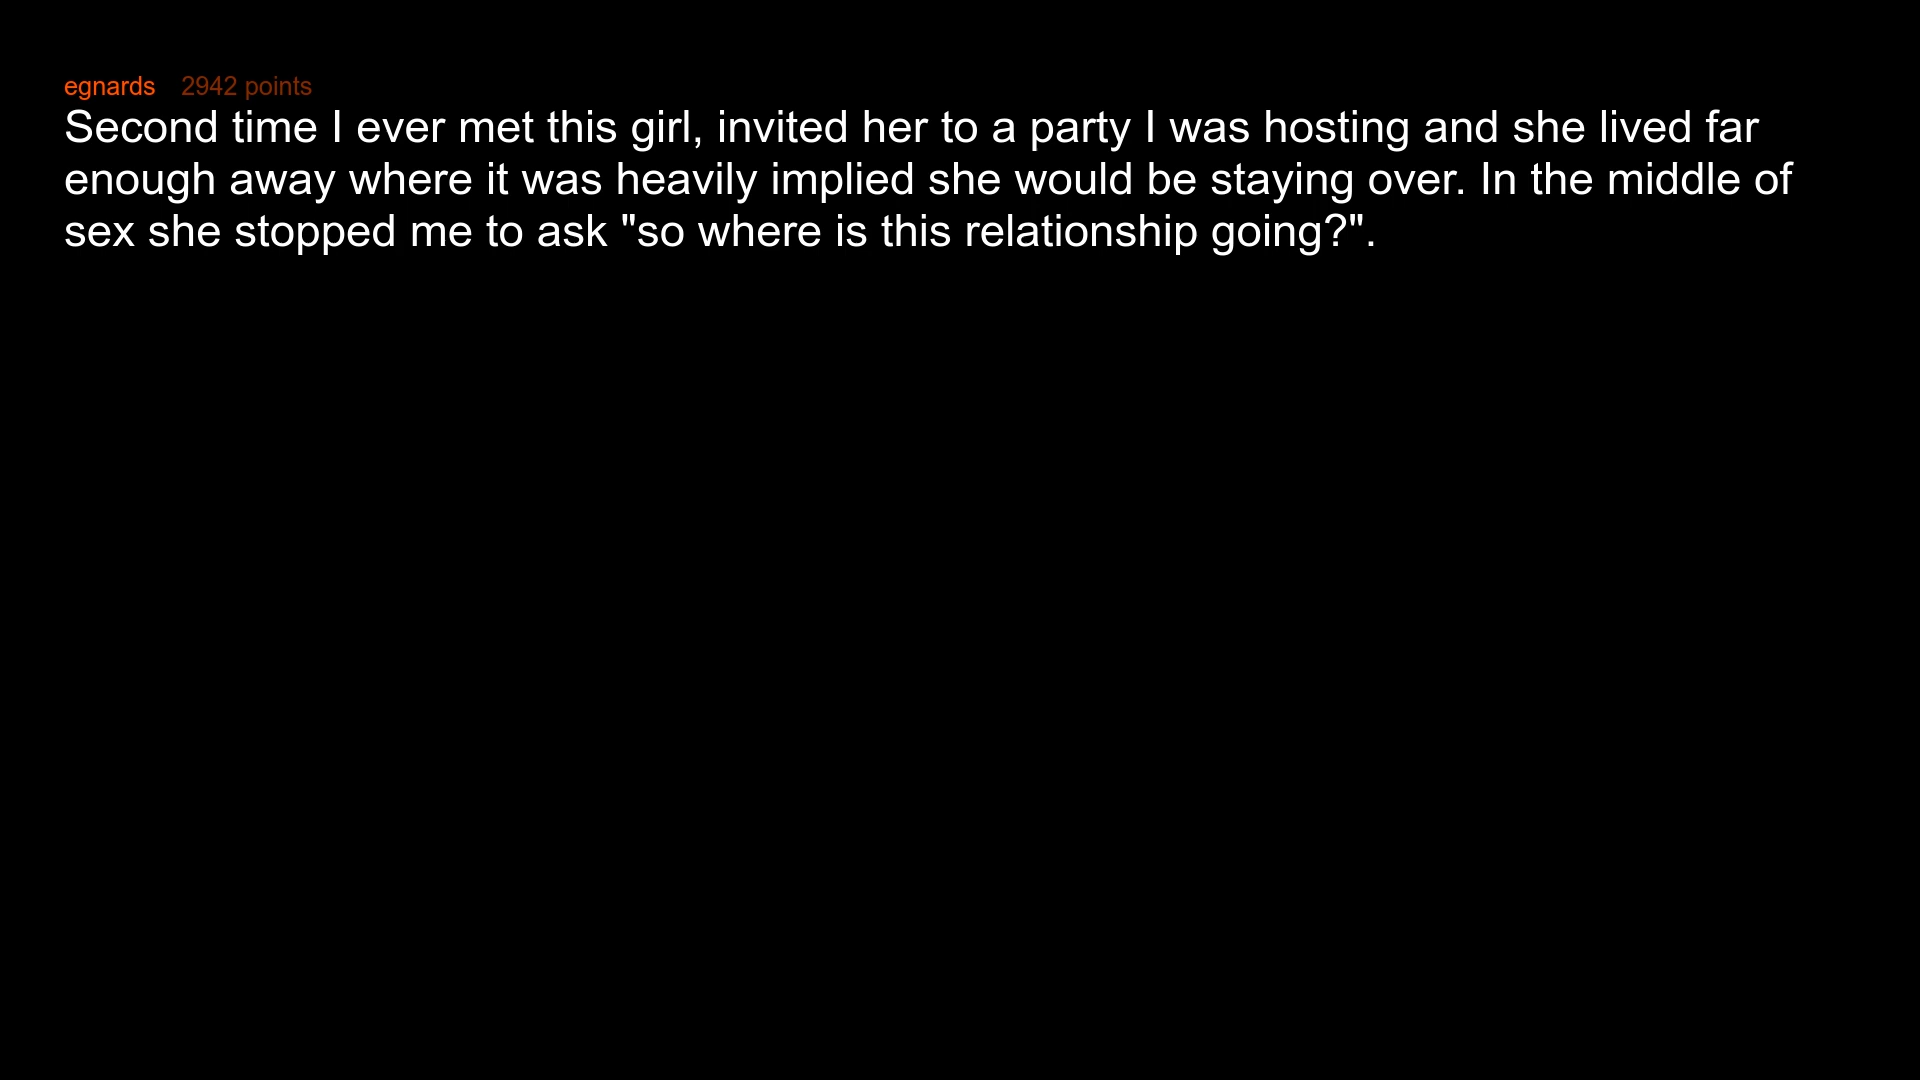 egnards 2942 points
Second time I ever met this girl, invited her to a party I was hosting and she lived far
enough away where it was heavily implied she would be staying over. In the middle of
sex she stopped me to ask "so where is this relationship going?".